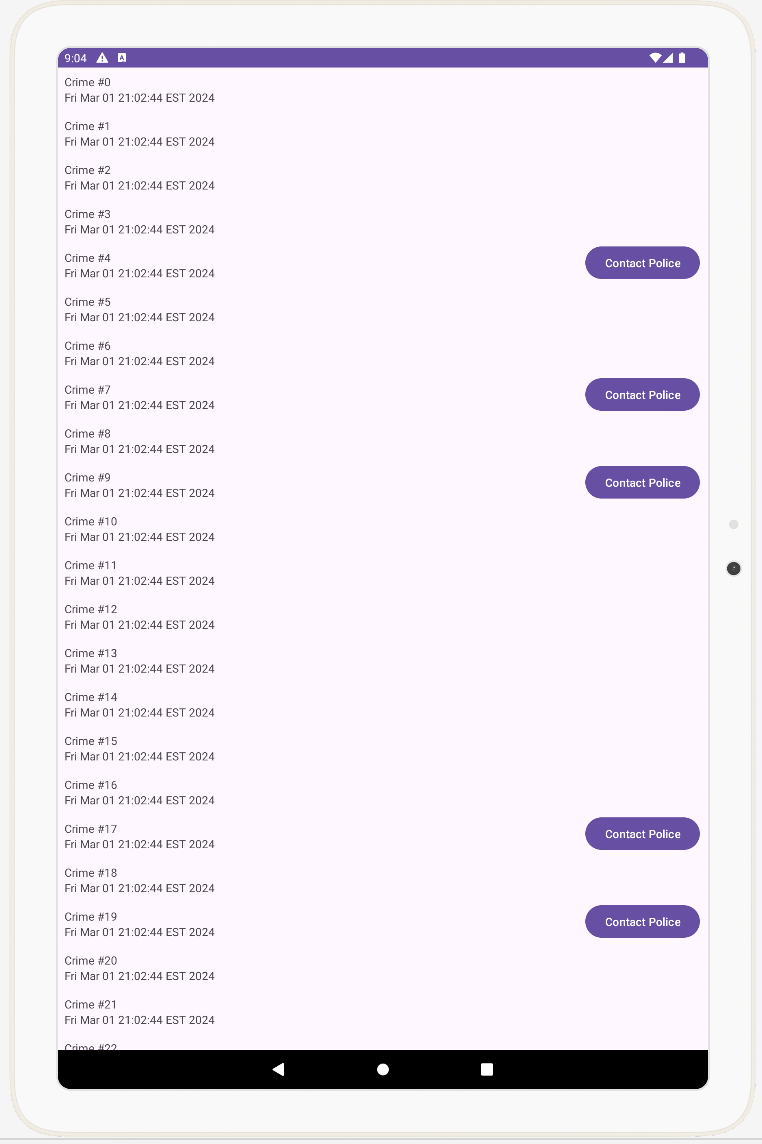 9:04
A
Crime #0
Fri Mar 01 21:02:44 EST 2024
Crime #1
Fri Mar 01 21:02:44 EST 2024
Crime #2
Fri Mar 01 21:02:44 EST 2024
Crime #3
Fri Mar 01 21:02:44 EST 2024
Crime #4
Fri Mar 01 21:02:44 EST 2024
Contact Police
Crime #5
Fri Mar 01 21:02:44 EST 2024
Crime #6
Fri Mar 01 21:02:44 EST 2024
Crime #7
Fri Mar 01 21:02:44 EST 2024
Contact Police
Crime #8
Fri Mar 01 21:02:44 EST 2024
Crime #9
Fri Mar 01 21:02:44 EST 2024
Contact Police
Crime #10
Fri Mar 01 21:02:44 EST 2024
Crime #11
Fri Mar 01 21:02:44 EST 2024
Crime #12
Fri Mar 01 21:02:44 EST 2024
Crime #13
Fri Mar 01 21:02:44 EST 2024
Crime #14
Fri Mar 01 21:02:44 EST 2024
Crime #15
Fri Mar 01 21:02:44 EST 2024
Crime #16
Fri Mar 01 21:02:44 EST 2024
Crime #17
Fri Mar 01 21:02:44 EST 2024
Contact Police
Crime #18
Fri Mar 01 21:02:44 EST 2024
Crime #19
Fri Mar 01 21:02:44 EST 2024
Contact Police
Crime #20
Fri Mar 01 21:02:44 EST 2024
Crime #21
Fri Mar 01 21:02:44 EST 2024
Crime #22